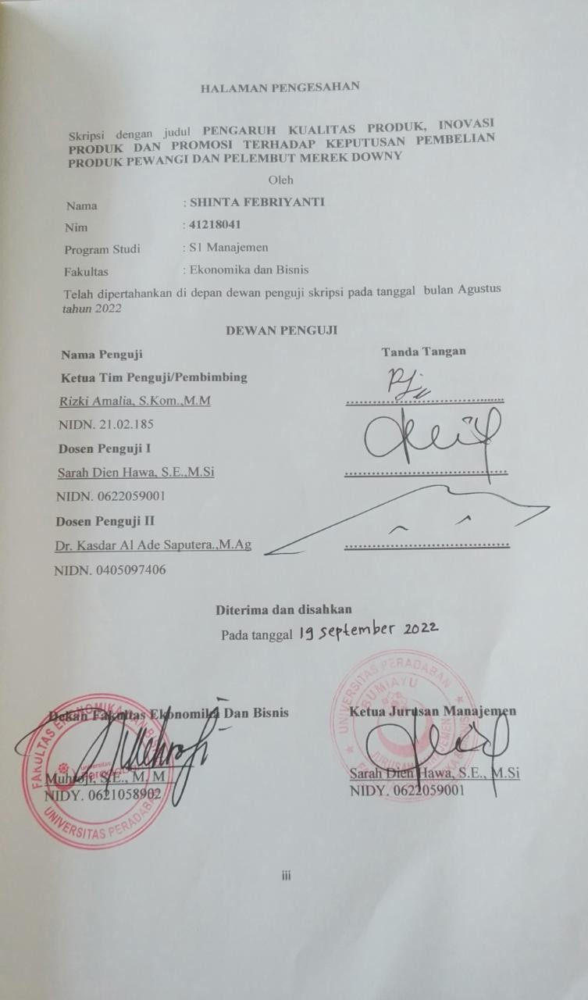 HALAMAN PENGESAHAN
Skripsi dengan judul PENGARUH KUALITAS PRODUK, INOVASI
PRODUK DAN PROMOSI TERHADAP KEPUTUSAN PEMBELIAN
PRODUK PEWANGI DAN PELEMBUT MEREK DOWNY
Oleh
Nama : SHINTA FEBRIYANTI
Nim : 41218041
Program Studi : S1 Manajemen
Fakultas : Ekonomika dan Bisnis
Telah dipertahankan di depan dewan penguji skripsi pada tanggal bulan Agustus
tahun 2022
DEWAN PENGUJI
Nama Penguji Tanda Tangan
Ketua Tim Penguji/Pembimbing
Rizki Amalia, S.Kom.,M.M
NIDN. 21.02.185
Dosen Penguji I
Sarah Dien Hawa, S.E.,M.Si
NIDN. 0622059001
Dosen Penguji II
Dr. Kasdar Al Ade Saputera.,M.Ag
NIDN. 0405097406
Diterima dan disahkan
Pada tanggal 19 september 2022
UNIVERSITAS PERADABAN
BUMIAYU
JURUSAN MANAJEMEN
Dekan Fakultas Ekonomika Dan Bisnis Ketua Jurusan Manajemen
FAKULTAS EKONOMIKA DAN
UNIVERSITAS PERADABAN
Muhroji, S.E., M. M Sarah Dien Hawa, S.E., M.Si
NIDY. 0621058902 NIDY. 0622059001
iii